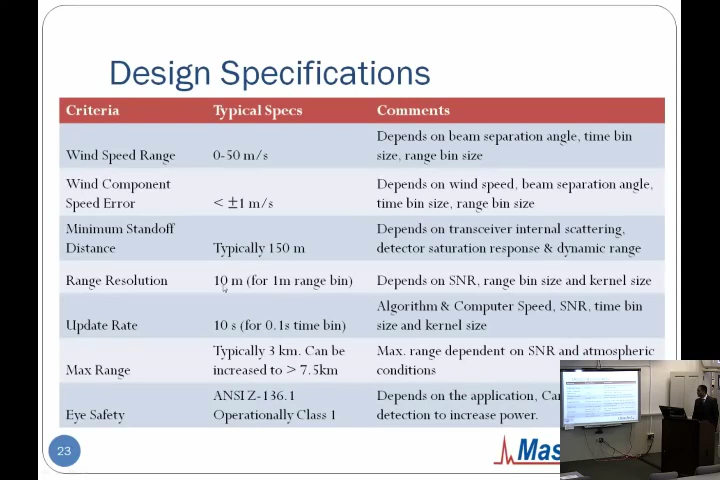 Design Specifications
Criteria Typical Specs Comments
Wind Speed Range 0-50 m/s Depends on beam separation angle, time bin
size, range bin size
Wind Component
Speed Error < ±1 m/s Depends on wind speed, beam separation angle,
time bin size, range bin size
Minimum Standoff
Distance Typically 150 m Depends on transceiver internal scattering,
detector saturation response & dynamic range
Range Resolution 10 m (for 1m range bin) Depends on SNR, range bin size and kernel size
Update Rate 10 s (for 0.1s time bin) Algorithm & Computer Speed, SNR, time bin
size and kernel size
Max Range Typically 3 km. Can be
increased to > 7.5km Max. range dependent on SNR and atmospheric
conditions
Eye Safety ANSI Z-136.1
Operationally Class 1 Depends on the application, Ca
detection to increase power.
23
Mas